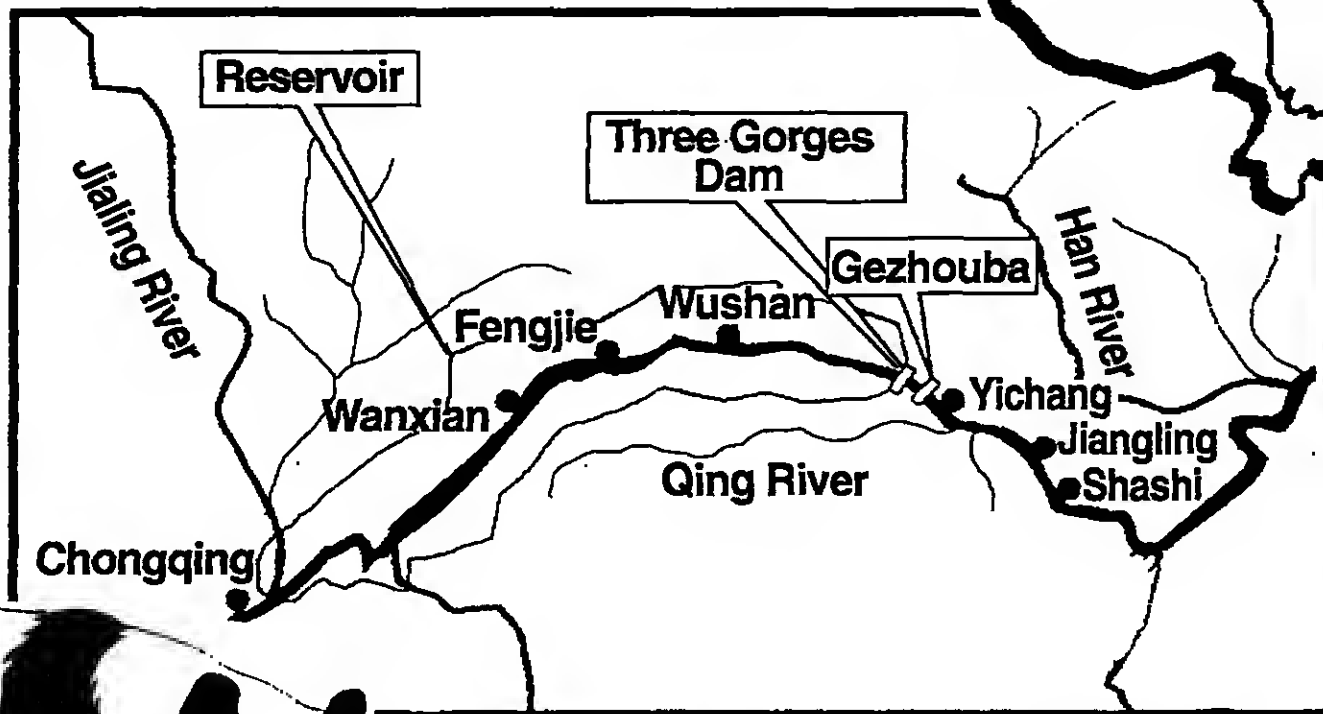 Reservoir
Three Gorges
Dam
Jialing River
Han River
Gezhouba
Wushan
Fengjie
Wanxian
Yichang
Jiangling
Qing River
Shashi
Chongqing